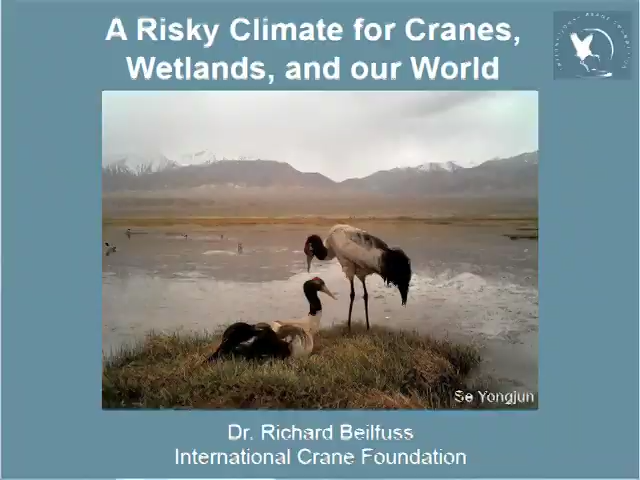 A Risky Climate for Cranes,
Wetlands, and our World
Se Yongjun
Dr. Richard Beilfuss
International Crane Foundation